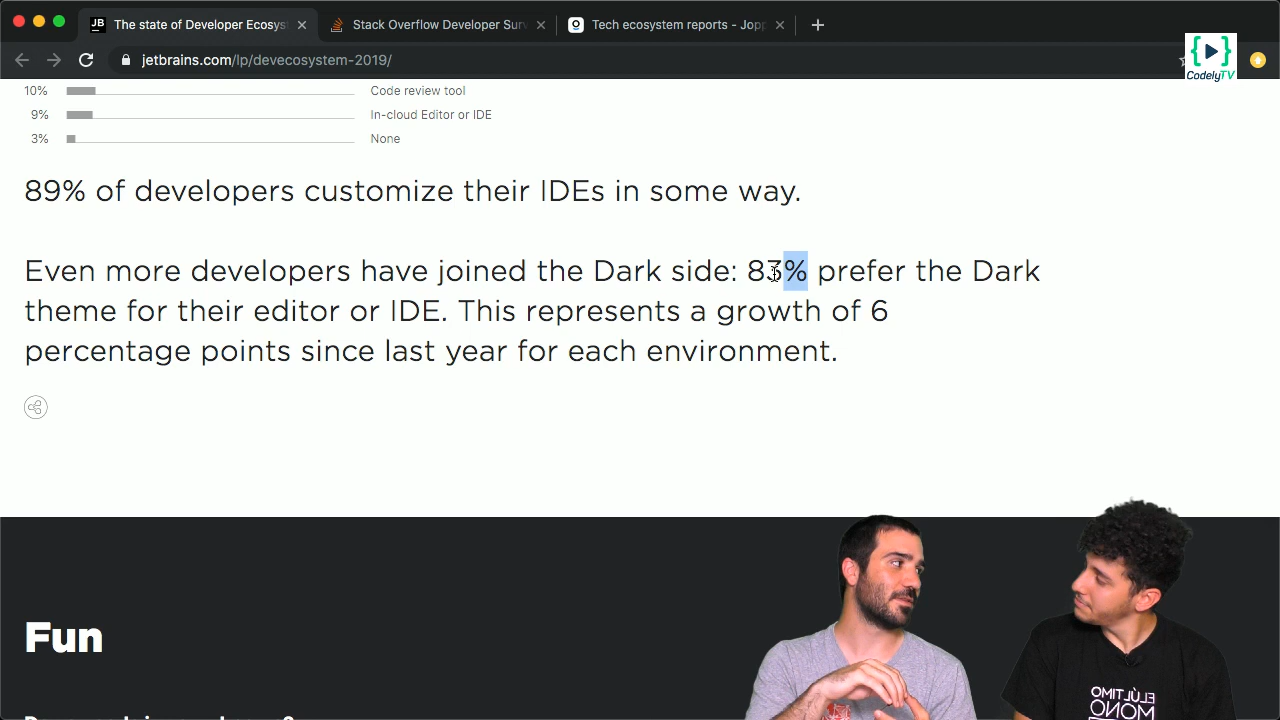 JB The state of Developer Ecosys
Stack Overflow Developer Surv
Tech ecosystem reports - Jopp
jetbrains.com/lp/devecosystem-2019/
CodelyTV
10% Code review tool
9% In-cloud Editor or IDE
3% None
89% of developers customize their IDEs in some way.
Even more developers have joined the Dark side: 83% prefer the Dark
theme for their editor or IDE. This represents a growth of 6
percentage points since last year for each environment.
Fun
EL ÚLTIMO
MONO